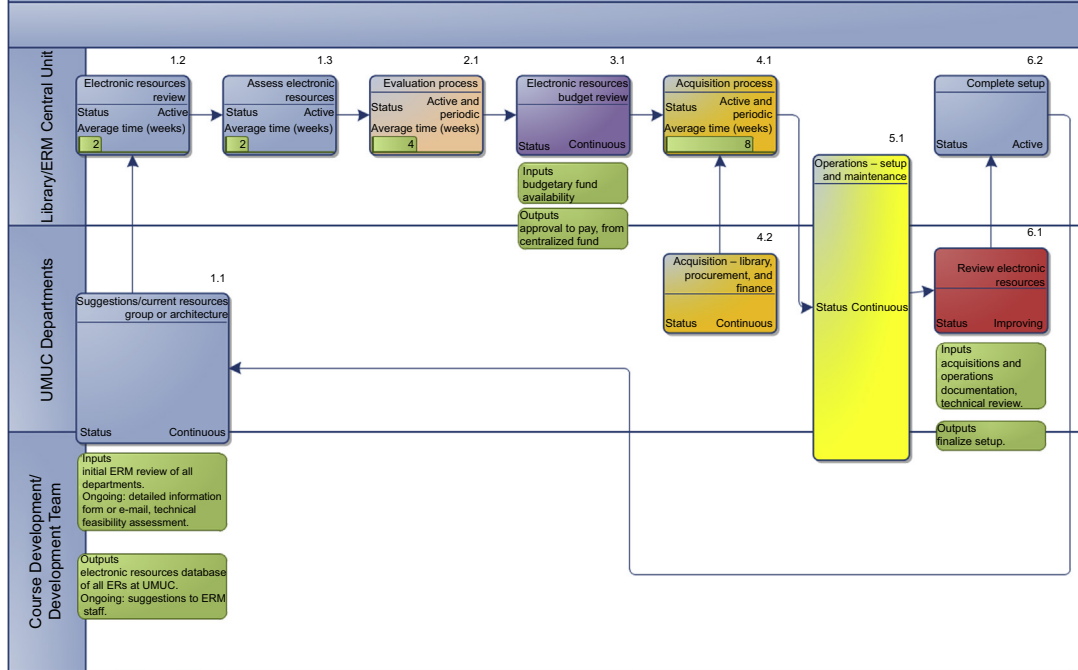 Library/ERM Central Unit
1.2
Electronic resources
review
Status Active
Average time (weeks)
2
1.3
Assess electronic
resources
Status Active
Average time (weeks)
2
2.1
Evaluation process
Status Active and
periodic
Average time (weeks)
4
3.1
Electronic resources
budget review
Status Continuous
Inputs
budgetary fund
availability
Outputs
approval to pay, from
centralized fund
4.1
Acquisition process
Status Active and
periodic
Average time (weeks)
8
5.1
Operations – setup
and maintenance
Status Continuous
6.2
Complete setup
Status Active
UMUC Departments
1.1
Suggestions/current resources
group or architecture
Status Continuous
4.2
Acquisition – library,
procurement, and
finance
Status Continuous
6.1
Review electronic
resources
Status Improving
Inputs
acquisitions and
operations
documentation,
technical review.
Outputs
finalize setup.
Course Development/
Development Team
Inputs
initial ERM review of all
departments.
Ongoing: detailed information
form or e-mail, technical
feasibility assessment.
Outputs
electronic resources database
of all ERs at UMUC.
Ongoing: suggestions to ERM
staff.